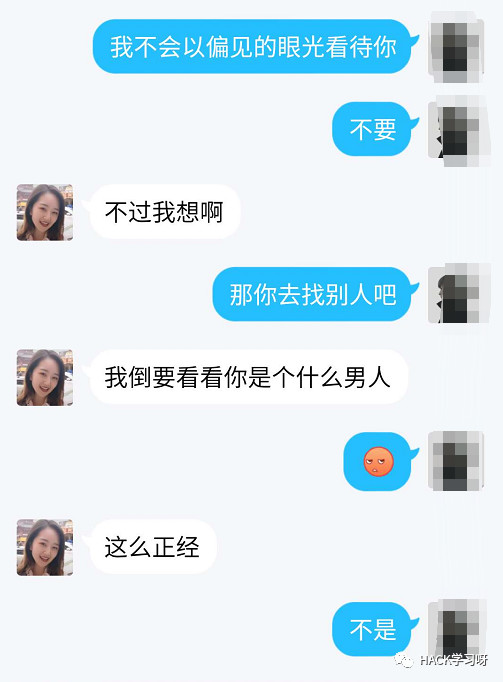 我不会以偏见的眼光看待你
不要
不过我想啊
那你去找别人吧
我倒要看看你是个什么男人
这么正经
不是
HACK学习呀